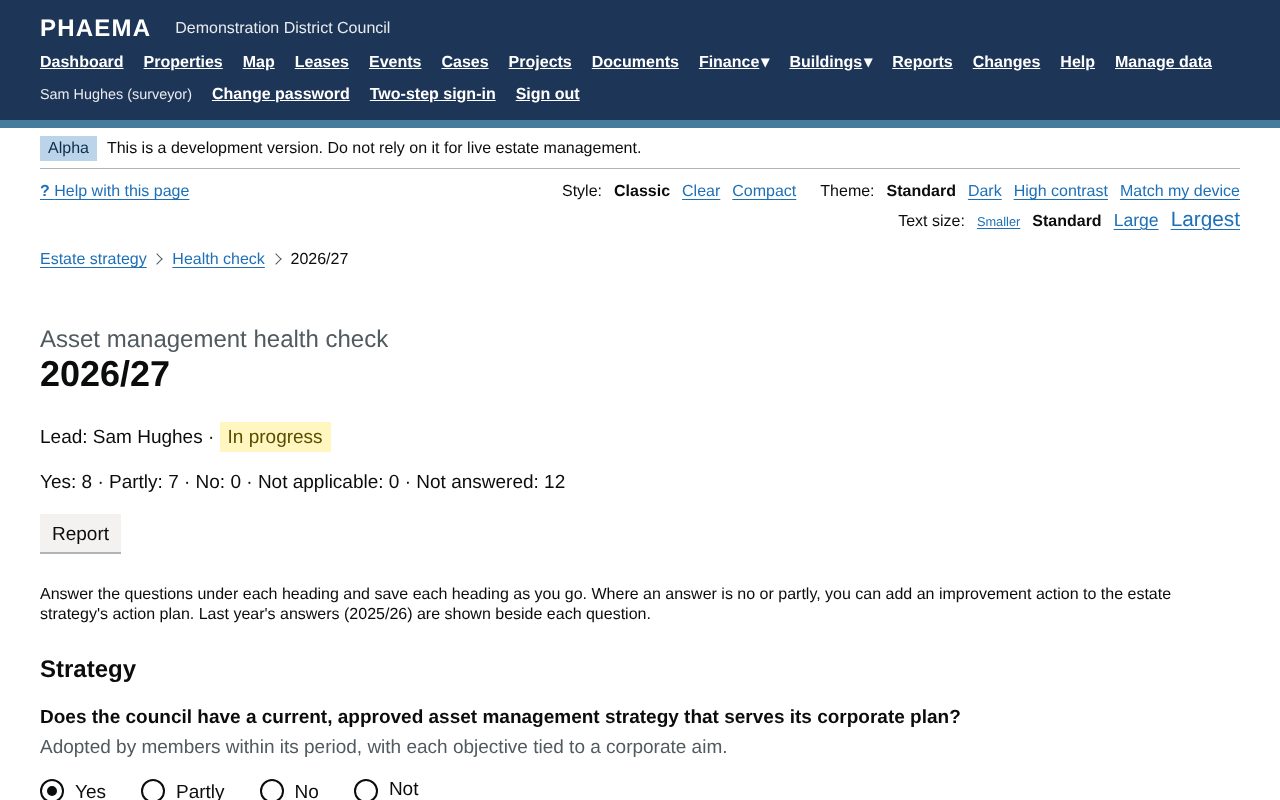 PHAEMA Demonstration District Council
Dashboard Properties Map Leases Events Cases Projects Documents Finance▾ Buildings▾ Reports Changes Help Manage data
Sam Hughes (surveyor) Change password Two-step sign-in Sign out
Alpha This is a development version. Do not rely on it for live estate management.
? Help with this page Style: Classic Clear Compact Theme: Standard Dark High contrast Match my device
Text size: Smaller Standard Large Largest
Estate strategy > Health check > 2026/27
Asset management health check
2026/27
Lead: Sam Hughes · In progress
Yes: 8 · Partly: 7 · No: 0 · Not applicable: 0 · Not answered: 12
Report
Answer the questions under each heading and save each heading as you go. Where an answer is no or partly, you can add an improvement action to the estate
strategy's action plan. Last year's answers (2025/26) are shown beside each question.
Strategy
Does the council have a current, approved asset management strategy that serves its corporate plan?
Adopted by members within its period, with each objective tied to a corporate aim.
Yes Partly No Not